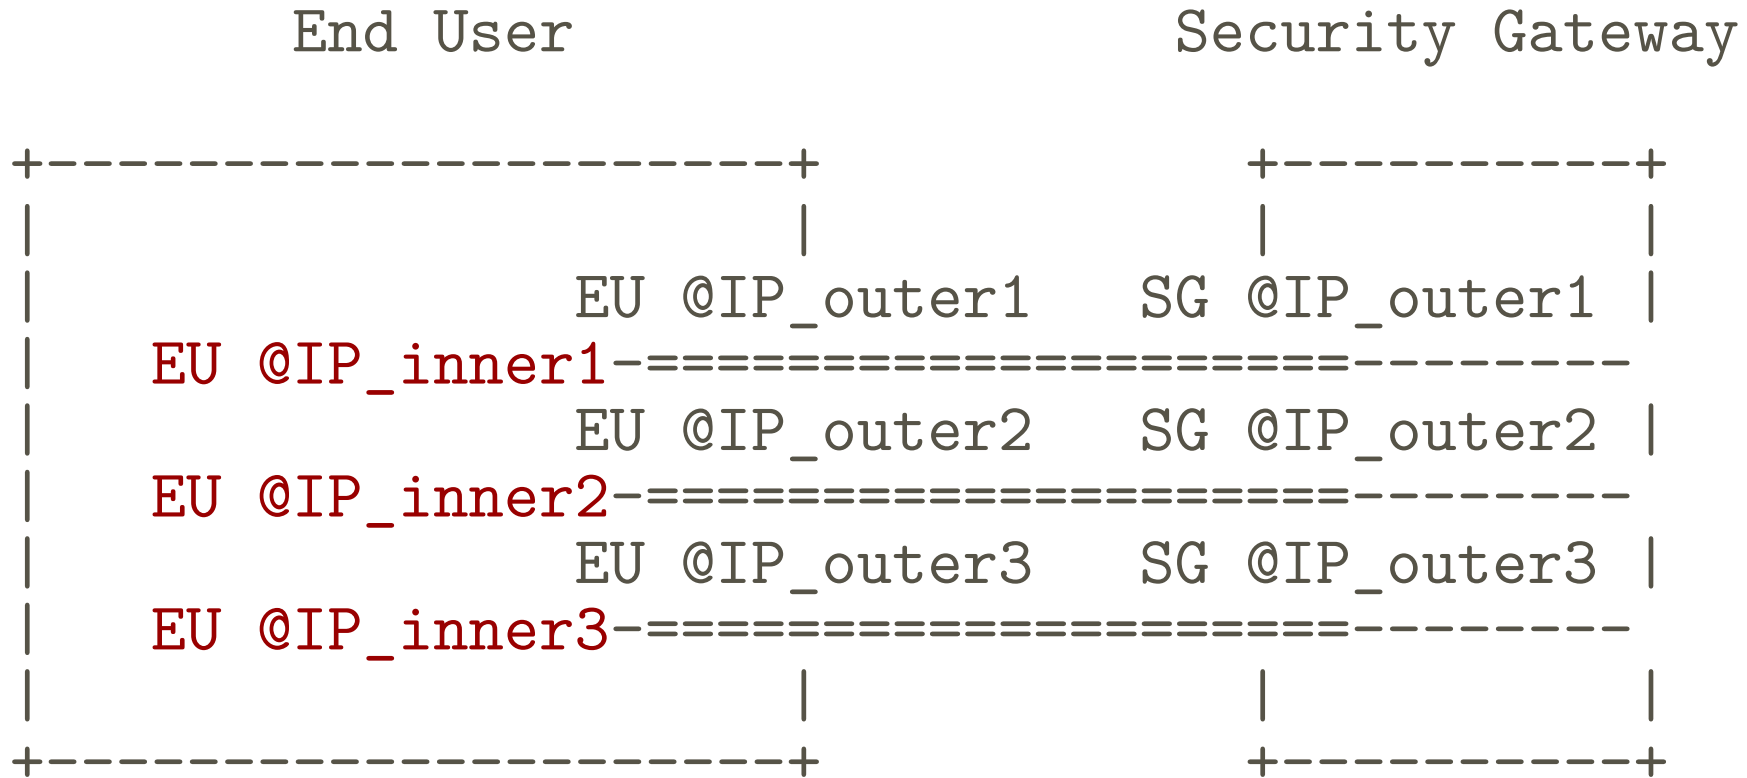 End User                 Security Gateway

+---------------------+            +----------+
|                     |            |          |
|               EU @IP_outer1   SG @IP_outer1 |
|   EU @IP_inner1-====================--------
|               EU @IP_outer2   SG @IP_outer2 |
|   EU @IP_inner2-====================--------
|               EU @IP_outer3   SG @IP_outer3 |
|   EU @IP_inner3-====================--------
|                     |            |          |
+---------------------+            +----------+